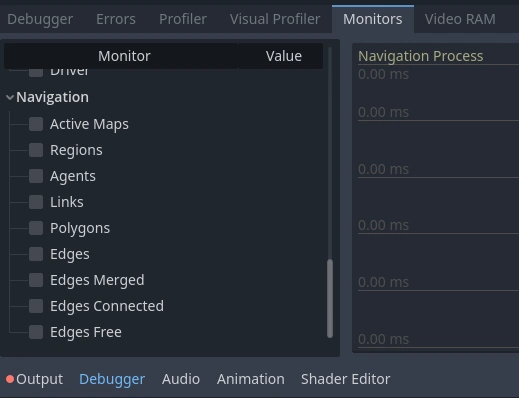 Debugger Errors Profiler Visual Profiler Monitors Video RAM
Monitor Value
Driver
Navigation
Active Maps
Regions
Agents
Links
Polygons
Edges
Edges Merged
Edges Connected
Edges Free
Navigation Process
0.00 ms
0.00 ms
0.00 ms
0.00 ms
0.00 ms
0.00 ms
Output Debugger Audio Animation Shader Editor